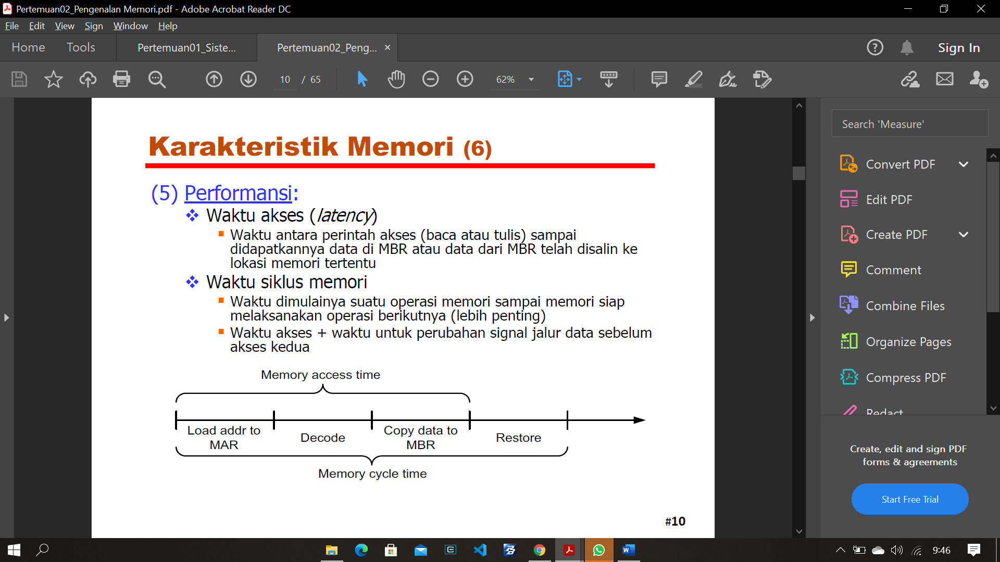 Pertemuan02_Pengenalan Memori.pdf - Adobe Acrobat Reader DC
File Edit View Sign Window Help
Home Tools Pertemuan01_Siste... Pertemuan02_Peng... Sign In
10 / 65 62%
Karakteristik Memori (6)
(5) Performansi:
Waktu akses (latency)
Waktu antara perintah akses (baca atau tulis) sampai
didapatkannya data di MBR atau data dari MBR telah disalin ke
lokasi memori tertentu
Waktu siklus memori
Waktu dimulainya suatu operasi memori sampai memori siap
melaksanakan operasi berikutnya (lebih penting)
Waktu akses + waktu untuk perubahan signal jalur data sebelum
akses kedua
Memory access time
Load addr to
MAR
Decode
Copy data to
MBR
Restore
Memory cycle time
#10
Search 'Measure'
Convert PDF
Edit PDF
Create PDF
Comment
Combine Files
Organize Pages
Compress PDF
Redact
Create, edit and sign PDF
forms & agreements
Start Free Trial
9:46